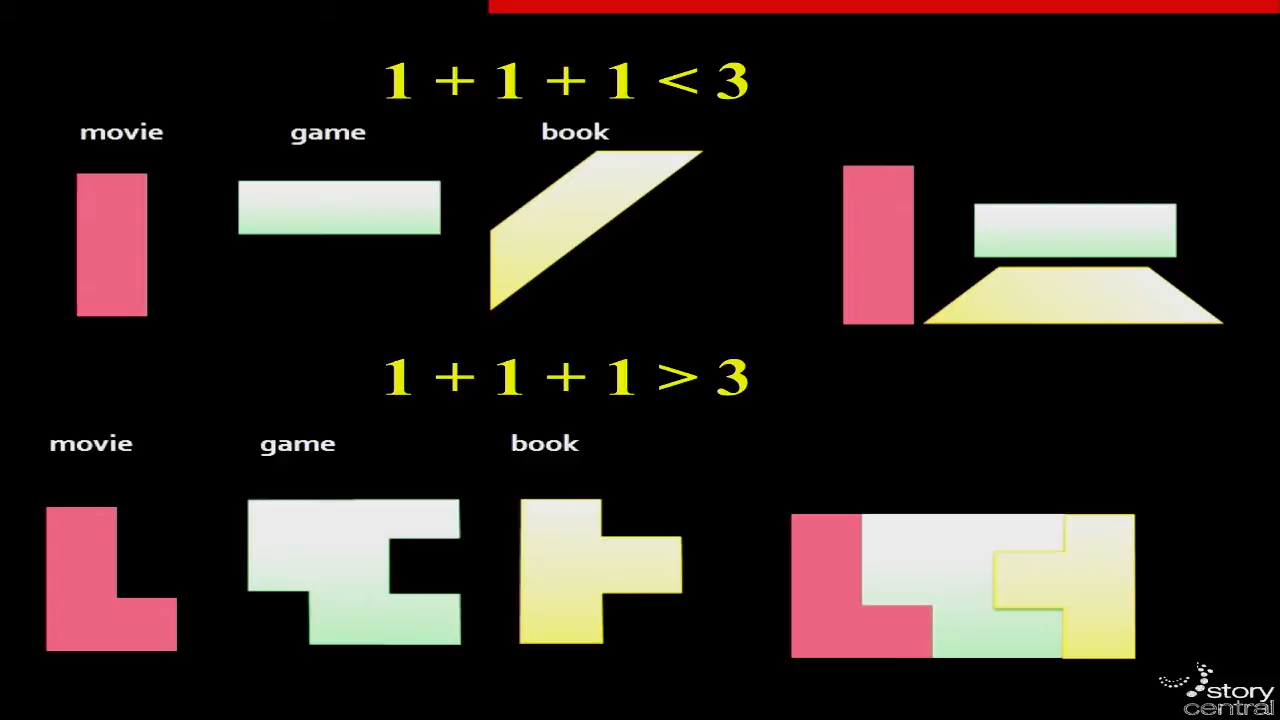 1 + 1 + 1 < 3
movie game book
1 + 1 + 1 > 3
movie game book
story
central